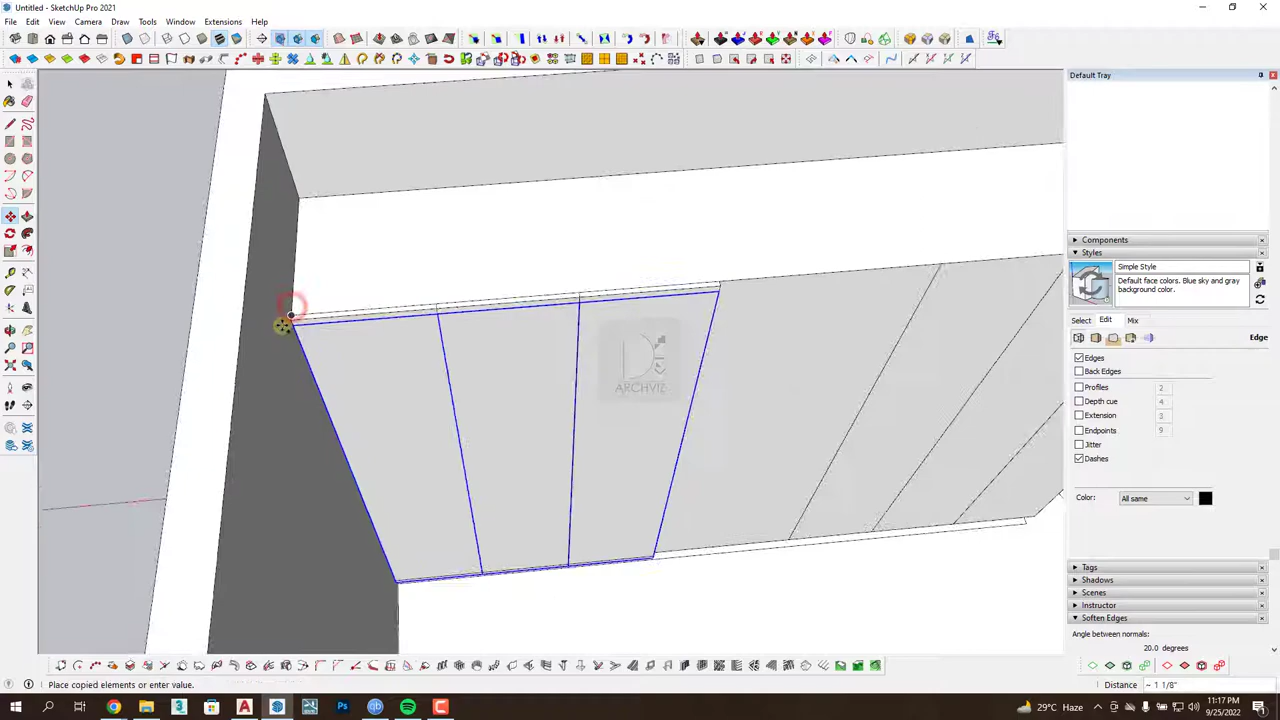 Untitled - SketchUp Pro 2021
File Edit View Camera Draw Tools Window Extensions Help
Default Tray
Components
Styles
Simple Style
Default face colors. Blue sky and gray
background color.
Select Edit Mix
Edge
Edges
Back Edges
Profiles 2
Depth cue 4
Extension 3
Endpoints 9
Jitter
Dashes
Color: All same
ARCHVIZ
Tags
Shadows
Scenes
Instructor
Soften Edges
Angle between normals:
20.0 degrees
Place copied elements or enter value.
Distance ~ 1 1/8"
29°C Haze
11:17 PM
9/25/2022